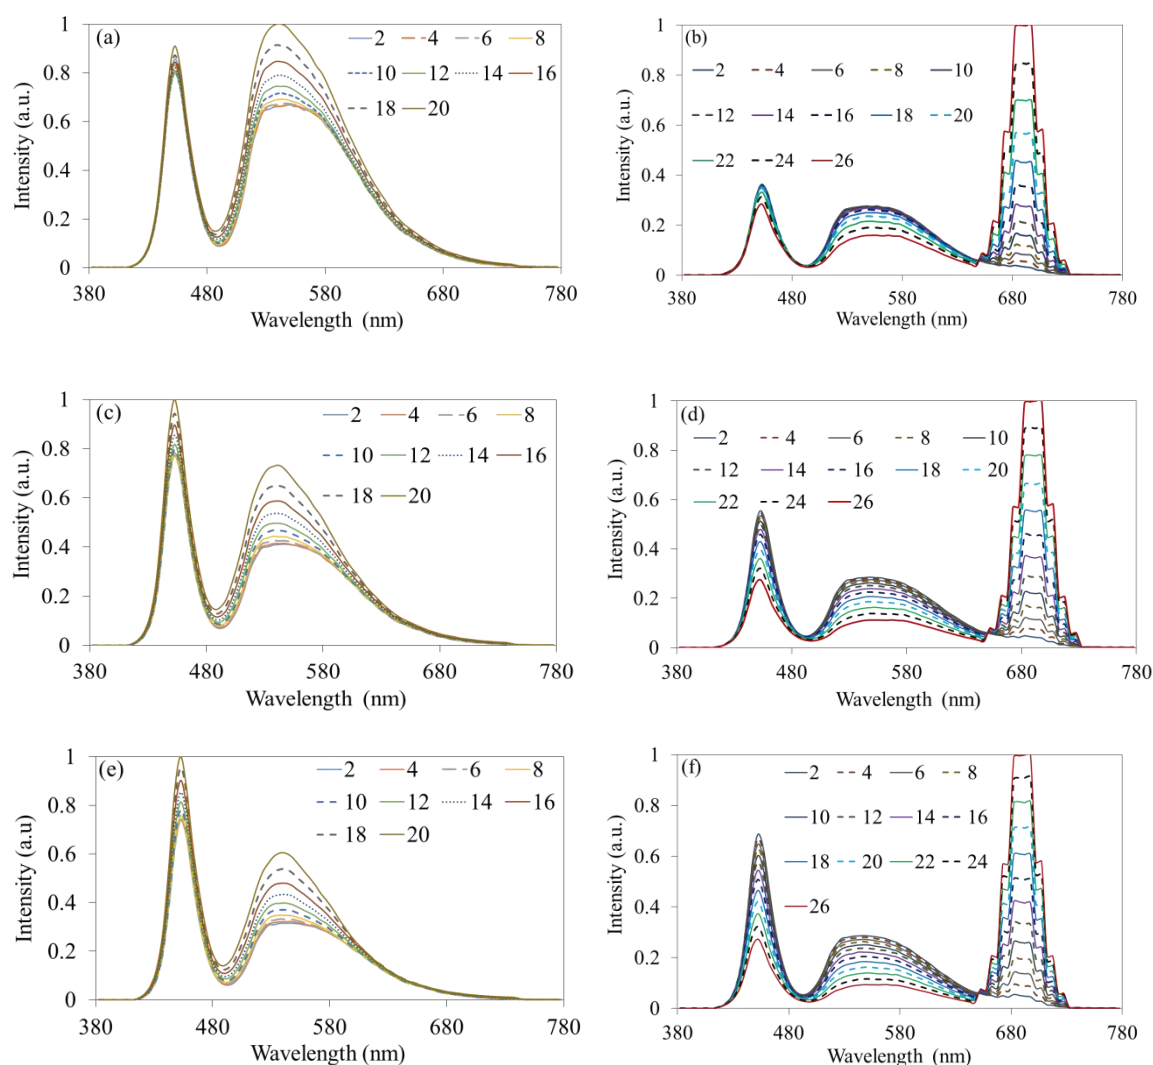 (a)
1
0.8
0.6
0.4
0.2
0
Intensity (a.u.)
2 4 6 8
10 12 14 16
18 20
380 480 580 680 780
Wavelength (nm)
(b)
1
0.8
0.6
0.4
0.2
0
Intensity (a.u.)
2 4 6 8 10
12 14 16 18 20
22 24 26
380 480 580 680 780
Wavelength (nm)
(c)
1
0.8
0.6
0.4
0.2
0
Intensity (a.u.)
2 4 6 8
10 12 14 16
18 20
380 480 580 680 780
Wavelength (nm)
(d)
1
0.8
0.6
0.4
0.2
0
Intensity (a.u.)
2 4 6 8 10
12 14 16 18 20
22 24 26
380 480 580 680 780
Wavelength (nm)
(e)
1
0.8
0.6
0.4
0.2
0
Intensity (a.u)
2 4 6 8
10 12 14 16
18 20
380 480 580 680 780
Wavelength (nm)
(f)
1
0.8
0.6
0.4
0.2
0
Intensity (a.u.)
2 4 6 8
10 12 14 16
18 20 22 24
26
380 480 580 680 780
Wavelength (nm)